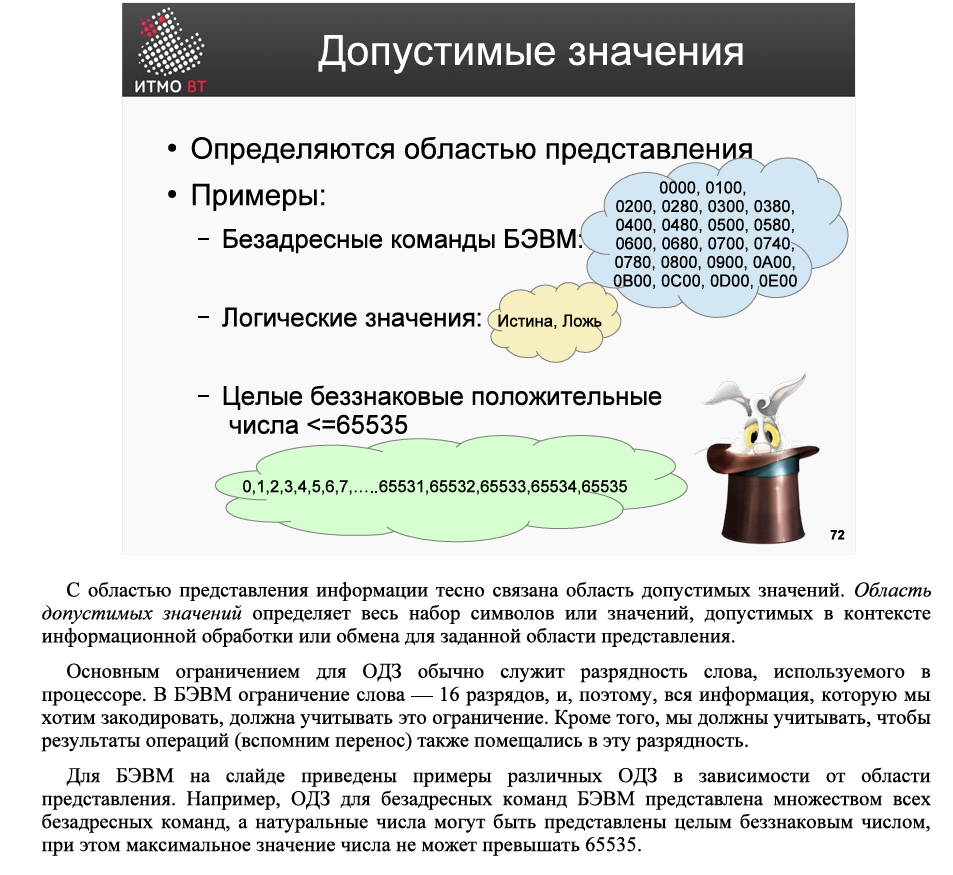 ИТМО ВТ
Допустимые значения
• Определяются областью представления
• Примеры:
– Безадресные команды БЭВМ:
0000, 0100,
0200, 0280, 0300, 0380,
0400, 0480, 0500, 0580,
0600, 0680, 0700, 0740,
0780, 0800, 0900, 0A00,
0B00, 0C00, 0D00, 0E00
– Логические значения:
Истина, Ложь
– Целые беззнаковые положительные
числа <=65535
0,1,2,3,4,5,6,7,…..65531,65532,65533,65534,65535
72
С областью представления информации тесно связана область допустимых значений. Область
допустимых значений определяет весь набор символов или значений, допустимых в контексте
информационной обработки или обмена для заданной области представления.
Основным ограничением для ОДЗ обычно служит разрядность слова, используемого в
процессоре. В БЭВМ ограничение слова — 16 разрядов, и, поэтому, вся информация, которую мы
хотим закодировать, должна учитывать это ограничение. Кроме того, мы должны учитывать, чтобы
результаты операций (вспомним перенос) также помещались в эту разрядность.
Для БЭВМ на слайде приведены примеры различных ОДЗ в зависимости от области
представления. Например, ОДЗ для безадресных команд БЭВМ представлена множеством всех
безадресных команд, а натуральные числа могут быть представлены целым беззнаковым числом,
при этом максимальное значение числа не может превышать 65535.